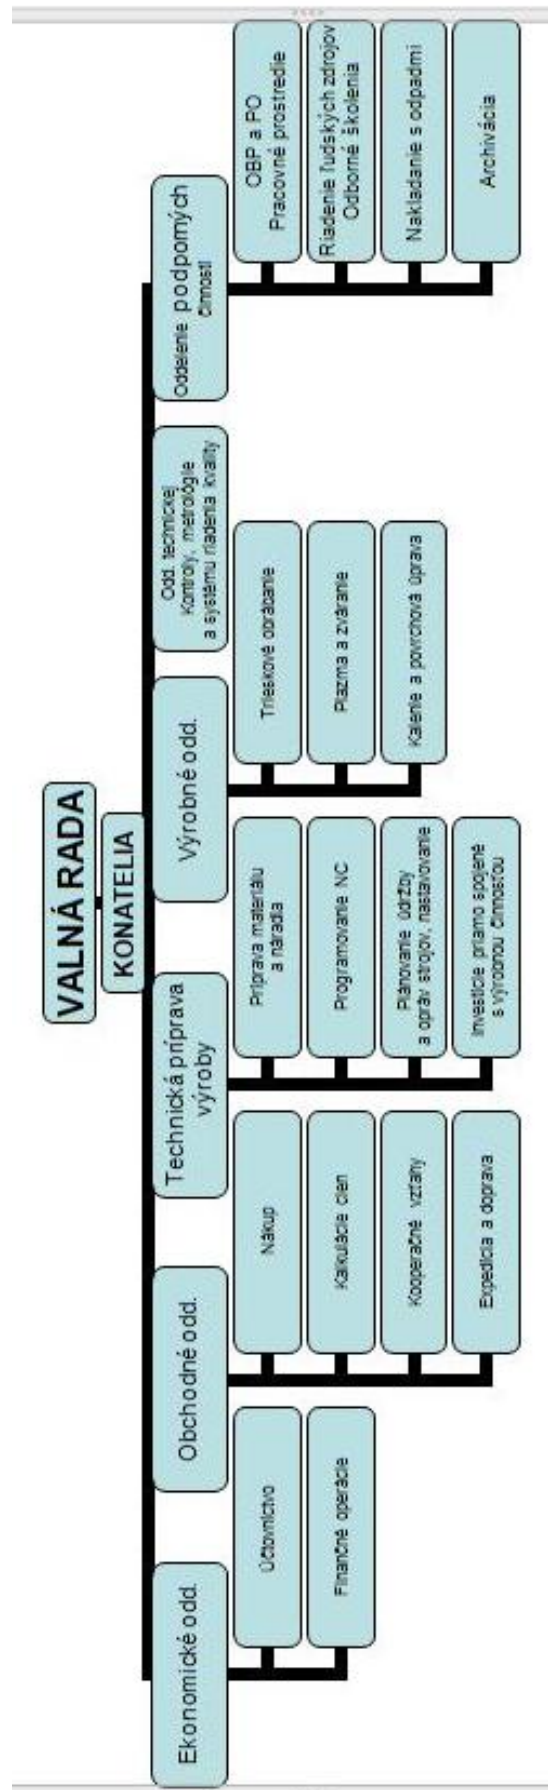 VALNÁ RADA
KONATELIA
Ekonomické odd.
Účtovníctvo
Finančné operácie
Obchodné odd.
Nákup
Kalkulácie cien
Kooperačné vzťahy
Expedícia a doprava
Technická príprava
výroby
Príprava materiálu
a náradia
Programovanie NC
Plánovanie údržby
a opráv strojov, nastavovanie
Investície priamo spojené
s výrobnou činnosťou
Výrobné odd.
Trieskové obrábanie
Plazma a zváranie
Kalenie a povrchová úprava
Odd. technickej
Kontroly, metrológie
a systému riadenia kvality
Oddelenie podporných
činností
OBP a PO
Pracovné prostredie
Riadenie ľudských zdrojov
Odborné školenia
Nakladanie s odpadmi
Archivácia